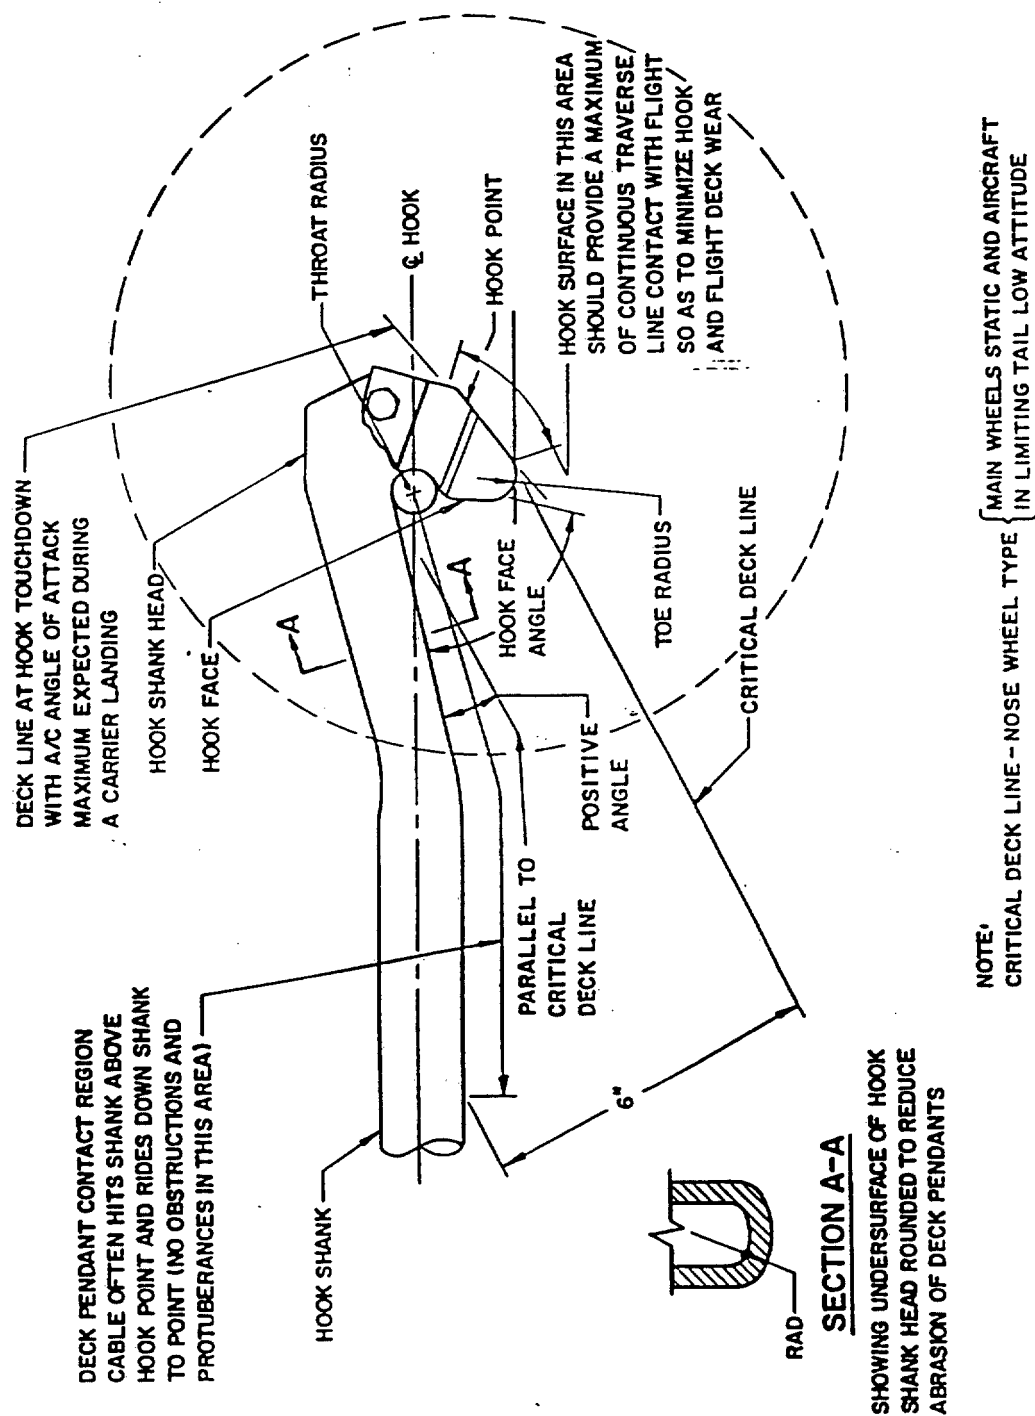 DECK PENDANT CONTACT REGION
CABLE OFTEN HITS SHANK ABOVE
HOOK POINT AND RIDES DOWN SHANK
TO POINT (NO OBSTRUCTIONS AND
PROTUBERANCES IN THIS AREA)
DECK LINE AT HOOK TOUCHDOWN
WITH A/C ANGLE OF ATTACK
MAXIMUM EXPECTED DURING
A CARRIER LANDING
HOOK SHANK HEAD
HOOK FACE
HOOK SHANK
A
A
THROAT RADIUS
℄ HOOK
HOOK POINT
HOOK SURFACE IN THIS AREA
SHOULD PROVIDE A MAXIMUM
OF CONTINUOUS TRAVERSE
LINE CONTACT WITH FLIGHT
LINE SO AS TO MINIMIZE HOOK
AND FLIGHT DECK WEAR
HOOK FACE
ANGLE
TOE RADIUS
POSITIVE
ANGLE
PARALLEL TO
CRITICAL
DECK LINE
CRITICAL DECK LINE
6"
RAD
SECTION A-A
SHOWING UNDERSURFACE OF HOOK
SHANK HEAD ROUNDED TO REDUCE
ABRASION OF DECK PENDANTS
NOTE:
CRITICAL DECK LINE - NOSE WHEEL TYPE { MAIN WHEELS STATIC AND AIRCRAFT
IN LIMITING TAIL LOW ATTITUDE